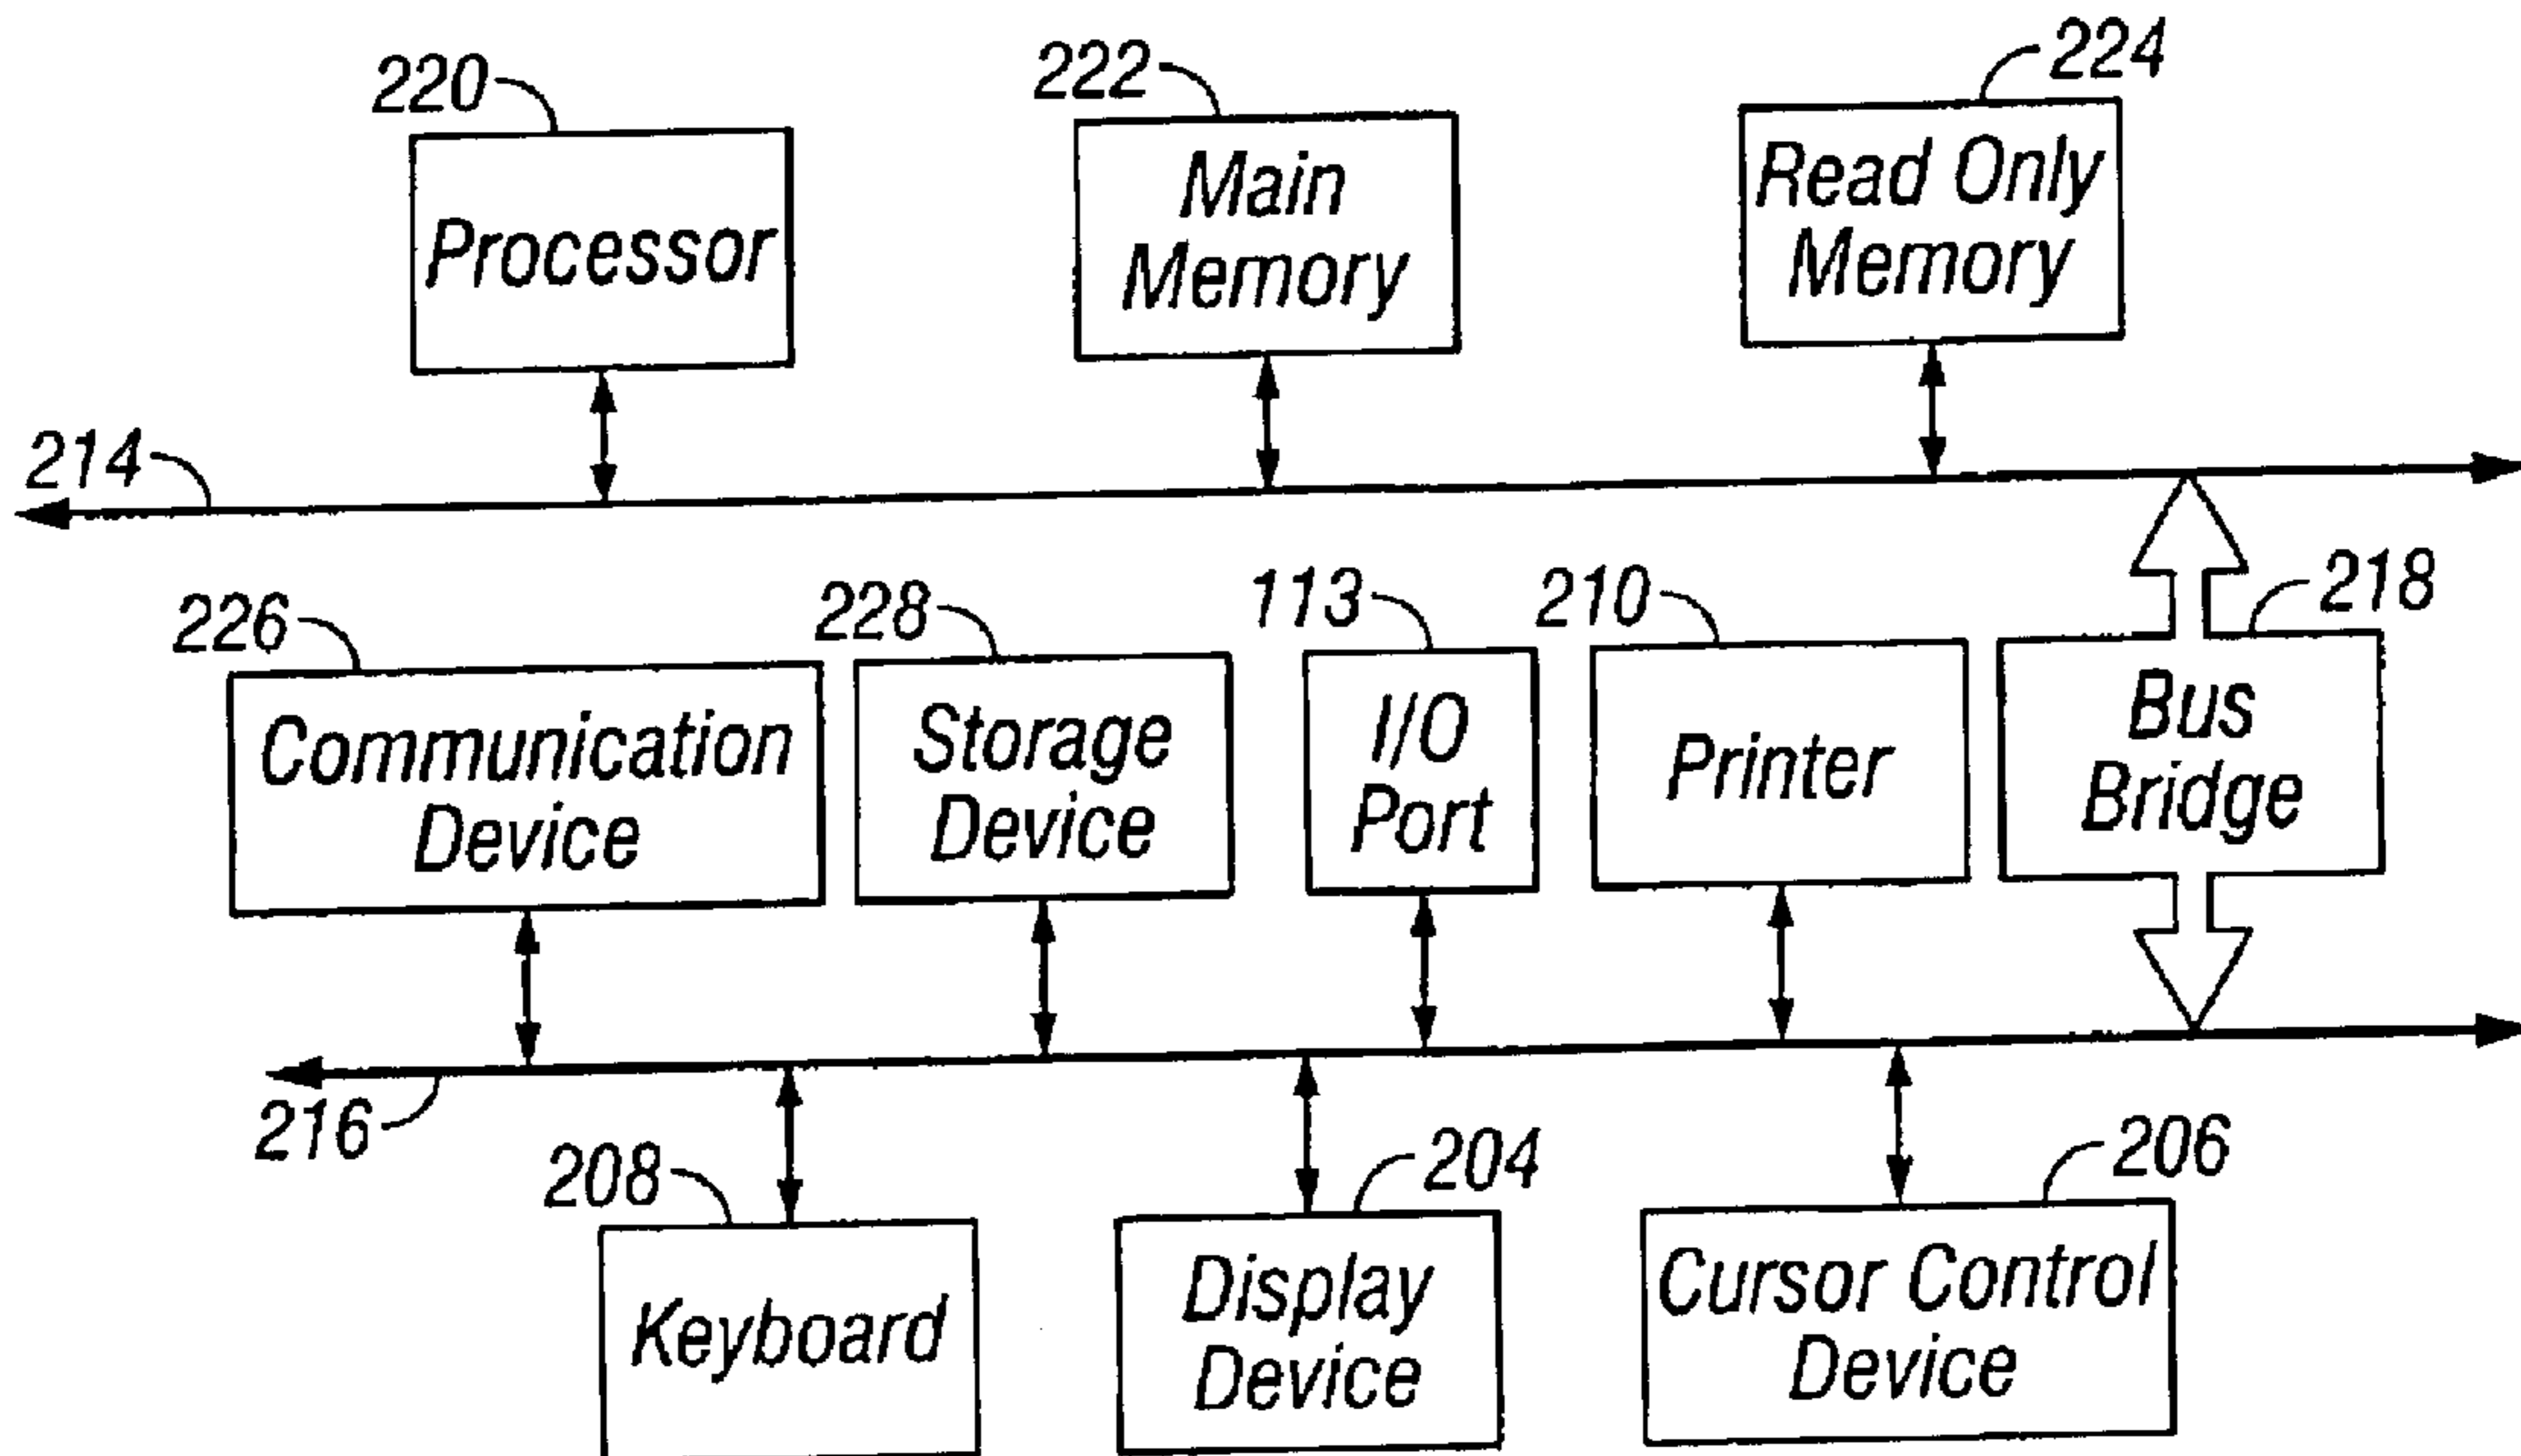 220
222
224
Processor
Main
Memory
Read Only
Memory
214
226
228
113
210
218
Communication
Device
Storage
Device
I/O
Port
Printer
Bus
Bridge
216
208
204
206
Keyboard
Display
Device
Cursor Control
Device